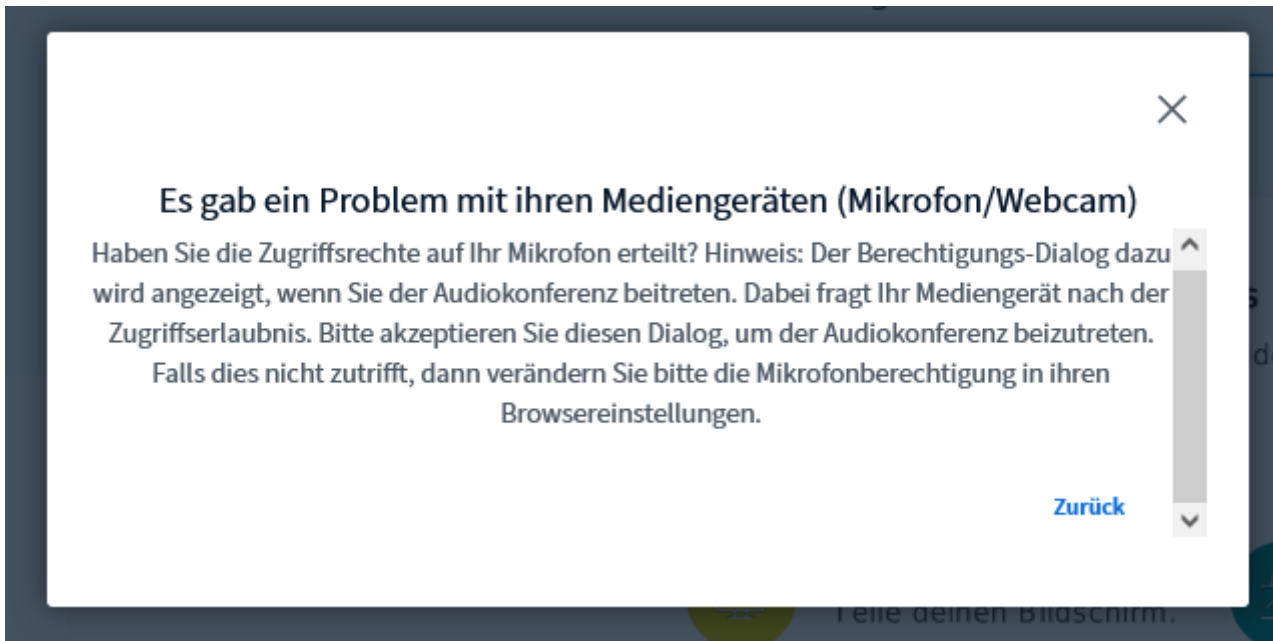 Es gab ein Problem mit ihren Mediengeräten (Mikrofon/Webcam)
Haben Sie die Zugriffsrechte auf Ihr Mikrofon erteilt? Hinweis: Der Berechtigungs-Dialog dazu
wird angezeigt, wenn Sie der Audiokonferenz beitreten. Dabei fragt Ihr Mediengerät nach der
Zugriffserlaubnis. Bitte akzeptieren Sie diesen Dialog, um der Audiokonferenz beizutreten.
Falls dies nicht zutrifft, dann verändern Sie bitte die Mikrofonberechtigung in ihren
Browsereinstellungen.
Zurück
Teile deinen Bildschirm.